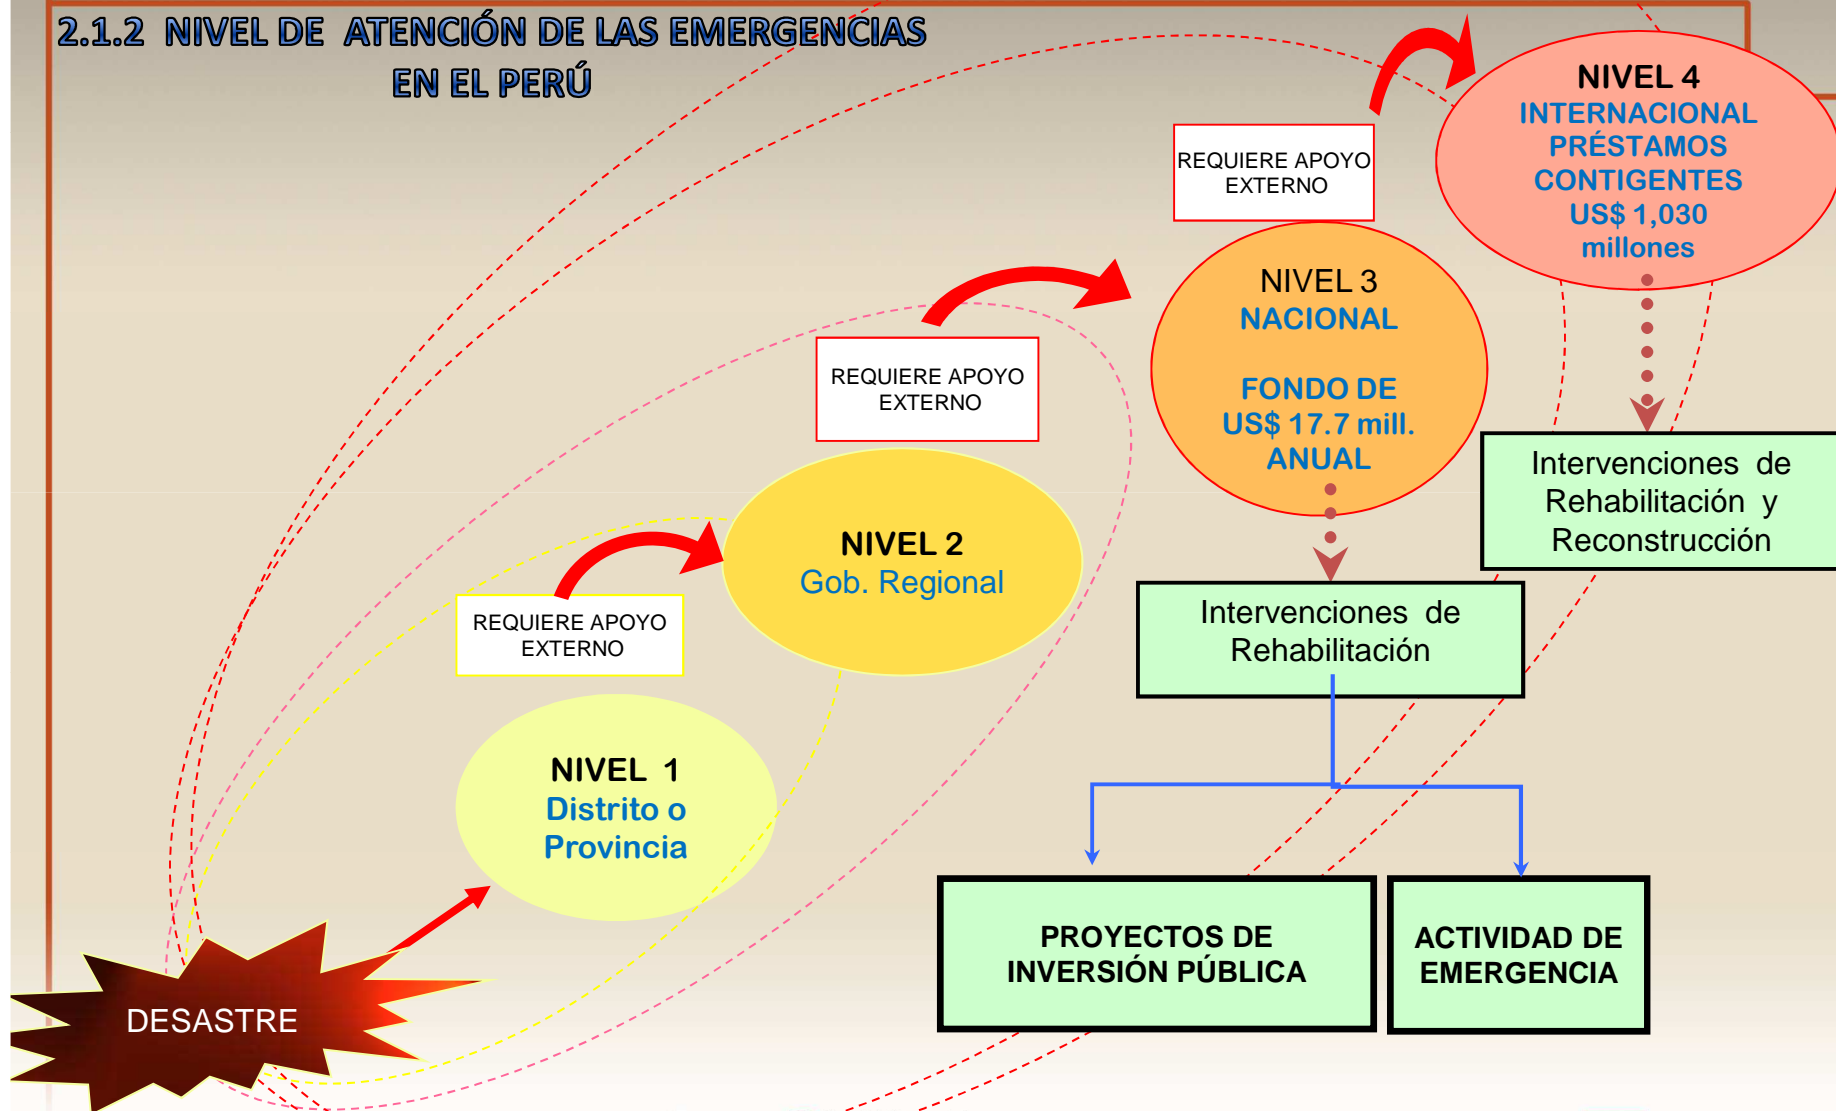 2.1.2 NIVEL DE ATENCIÓN DE LAS EMERGENCIAS
EN EL PERÚ
NIVEL 4
INTERNACIONAL
PRÉSTAMOS
CONTIGENTES
US$ 1,030
millones
REQUIERE APOYO
EXTERNO
NIVEL 3
NACIONAL
FONDO DE
US$ 17.7 mill.
ANUAL
REQUIERE APOYO
EXTERNO
Intervenciones de
Rehabilitación y
Reconstrucción
NIVEL 2
Gob. Regional
REQUIERE APOYO
EXTERNO
Intervenciones de
Rehabilitación
NIVEL 1
Distrito o
Provincia
PROYECTOS DE
INVERSIÓN PÚBLICA
ACTIVIDAD DE
EMERGENCIA
DESASTRE